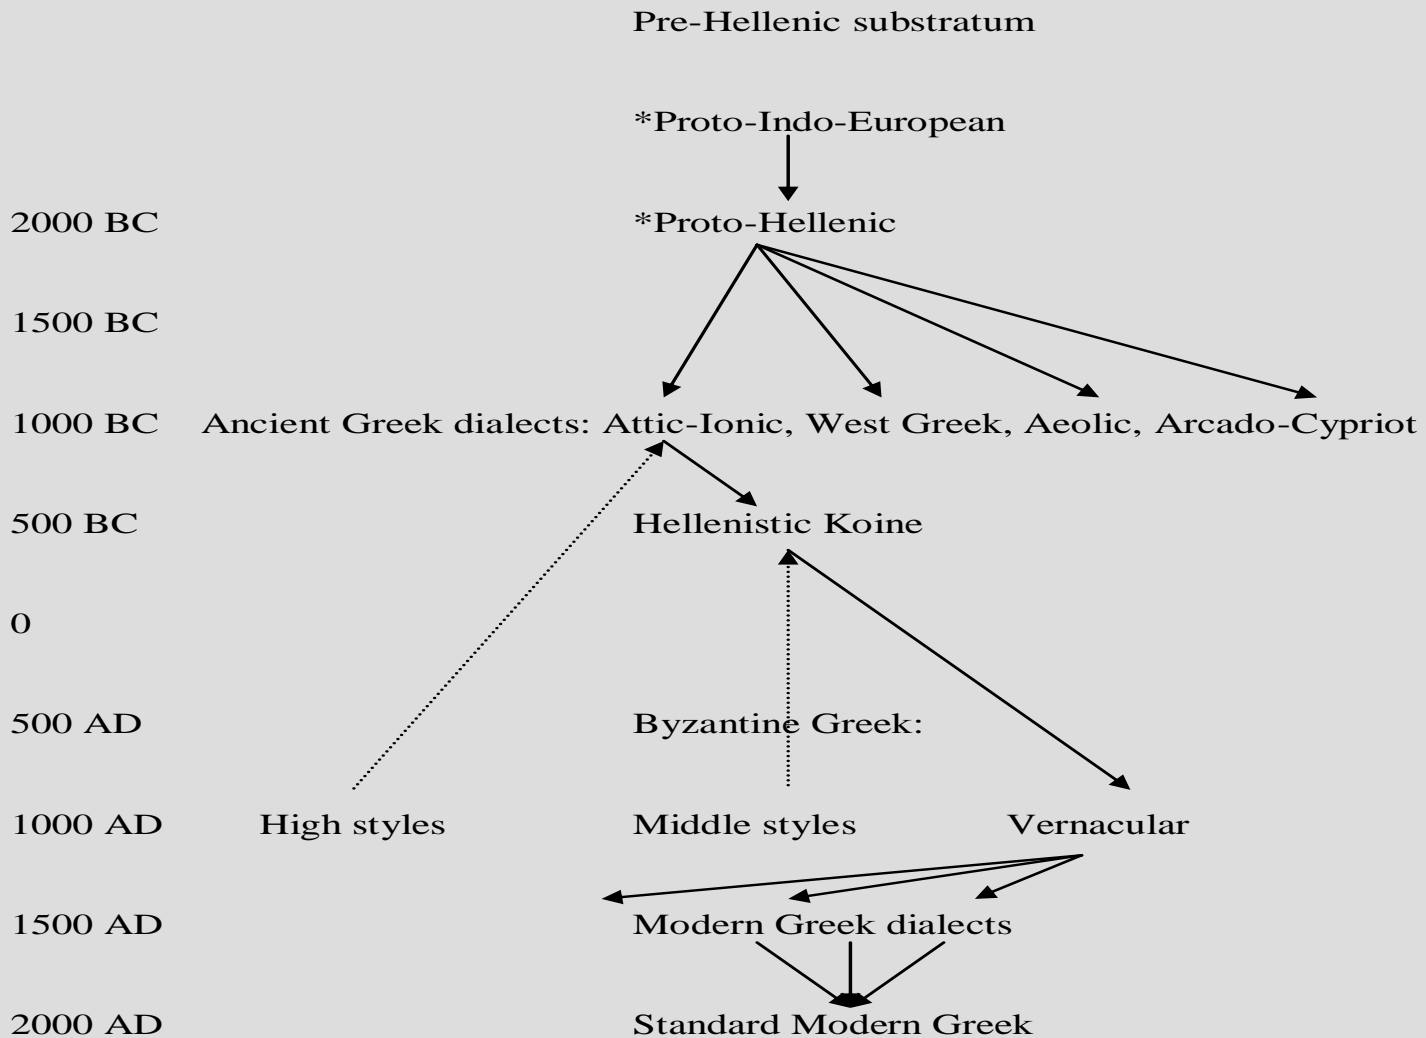 Pre-Hellenic substratum
*Proto-Indo-European
2000 BC *Proto-Hellenic
1500 BC
1000 BC Ancient Greek dialects: Attic-Ionic, West Greek, Aeolic, Arcado-Cypriot
500 BC Hellenistic Koine
0
500 AD Byzantine Greek:
1000 AD High styles Middle styles Vernacular
1500 AD Modern Greek dialects
2000 AD Standard Modern Greek